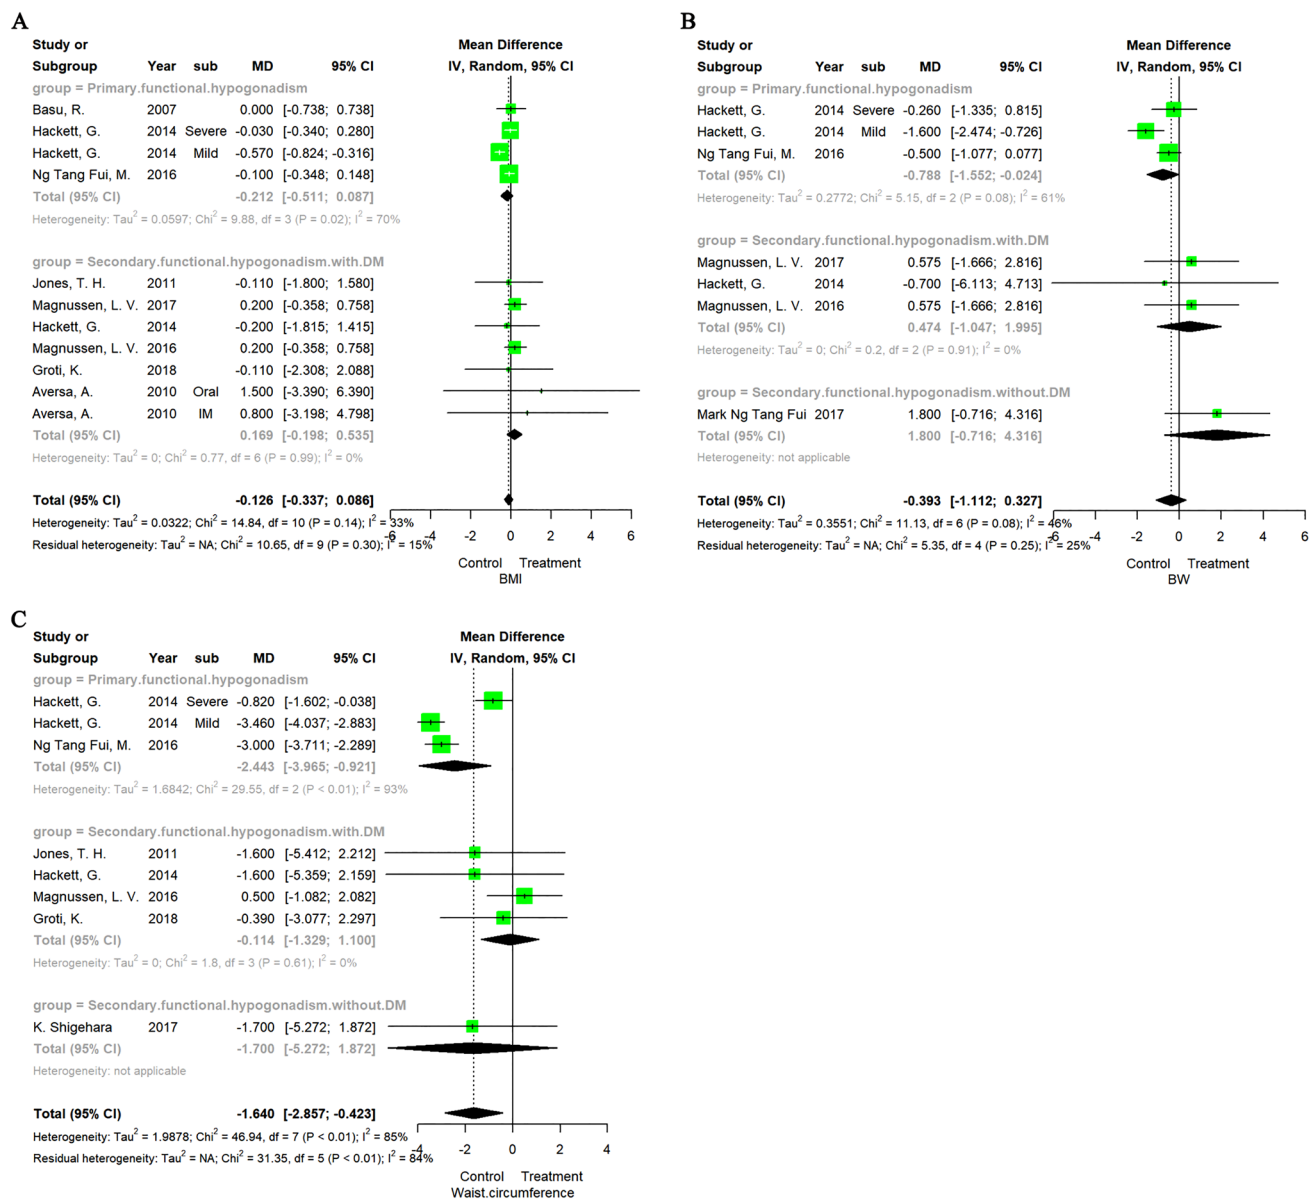 A
Study or Mean Difference
Subgroup Year sub MD 95% CI IV, Random, 95% CI
group = Primary.functional.hypogonadism
Basu, R. 2007 0.000 [-0.738; 0.738]
Hackett, G. 2014 Severe -0.030 [-0.340; 0.280]
Hackett, G. 2014 Mild -0.570 [-0.824; -0.316]
Ng Tang Fui, M. 2016 -0.100 [-0.348; 0.148]
Total (95% CI) -0.212 [-0.511; 0.087]
Heterogeneity: Tau² = 0.0597; Chi² = 9.88, df = 3 (P = 0.02); I² = 70%
group = Secondary.functional.hypogonadism.with.DM
Jones, T. H. 2011 -0.110 [-1.800; 1.580]
Magnussen, L. V. 2017 0.200 [-0.358; 0.758]
Hackett, G. 2014 -0.200 [-1.815; 1.415]
Magnussen, L. V. 2016 0.200 [-0.358; 0.758]
Groti, K. 2018 -0.110 [-2.308; 2.088]
Aversa, A. 2010 Oral 1.500 [-3.390; 6.390]
Aversa, A. 2010 IM 0.800 [-3.198; 4.798]
Total (95% CI) 0.169 [-0.198; 0.535]
Heterogeneity: Tau² = 0; Chi² = 0.77, df = 6 (P = 0.99); I² = 0%
Total (95% CI) -0.126 [-0.337; 0.086]
Heterogeneity: Tau² = 0.0322; Chi² = 14.84, df = 10 (P = 0.14); I² = 33%
Residual heterogeneity: Tau² = NA; Chi² = 10.65, df = 9 (P = 0.30); I² = 15%
-6 -4 -2 0 2 4 6
Control Treatment
BMI
B
Study or Mean Difference
Subgroup Year sub MD 95% CI IV, Random, 95% CI
group = Primary.functional.hypogonadism
Hackett, G. 2014 Severe -0.260 [-1.335; 0.815]
Hackett, G. 2014 Mild -1.600 [-2.474; -0.726]
Ng Tang Fui, M. 2016 -0.500 [-1.077; 0.077]
Total (95% CI) -0.788 [-1.552; -0.024]
Heterogeneity: Tau² = 0.2772; Chi² = 5.15, df = 2 (P = 0.08); I² = 61%
group = Secondary.functional.hypogonadism.with.DM
Magnussen, L. V. 2017 0.575 [-1.666; 2.816]
Hackett, G. 2014 -0.700 [-6.113; 4.713]
Magnussen, L. V. 2016 0.575 [-1.666; 2.816]
Total (95% CI) 0.474 [-1.047; 1.995]
Heterogeneity: Tau² = 0; Chi² = 0.2, df = 2 (P = 0.91); I² = 0%
group = Secondary.functional.hypogonadism.without.DM
Mark Ng Tang Fui 2017 1.800 [-0.716; 4.316]
Total (95% CI) 1.800 [-0.716; 4.316]
Heterogeneity: not applicable
Total (95% CI) -0.393 [-1.112; 0.327]
Heterogeneity: Tau² = 0.3551; Chi² = 11.13, df = 6 (P = 0.08); I² = 46%
Residual heterogeneity: Tau² = NA; Chi² = 5.35, df = 4 (P = 0.25); I² = 25%
-6 -4 -2 0 2 4 6
Control Treatment
BW
C
Study or Mean Difference
Subgroup Year sub MD 95% CI IV, Random, 95% CI
group = Primary.functional.hypogonadism
Hackett, G. 2014 Severe -0.820 [-1.602; -0.038]
Hackett, G. 2014 Mild -3.460 [-4.037; -2.883]
Ng Tang Fui, M. 2016 -3.000 [-3.711; -2.289]
Total (95% CI) -2.443 [-3.965; -0.921]
Heterogeneity: Tau² = 1.6842; Chi² = 29.55, df = 2 (P < 0.01); I² = 93%
group = Secondary.functional.hypogonadism.with.DM
Jones, T. H. 2011 -1.600 [-5.412; 2.212]
Hackett, G. 2014 -1.600 [-5.359; 2.159]
Magnussen, L. V. 2016 0.500 [-1.082; 2.082]
Groti, K. 2018 -0.390 [-3.077; 2.297]
Total (95% CI) -0.114 [-1.329; 1.100]
Heterogeneity: Tau² = 0; Chi² = 1.8, df = 3 (P = 0.61); I² = 0%
group = Secondary.functional.hypogonadism.without.DM
K. Shigehara 2017 -1.700 [-5.272; 1.872]
Total (95% CI) -1.700 [-5.272; 1.872]
Heterogeneity: not applicable
Total (95% CI) -1.640 [-2.857; -0.423]
Heterogeneity: Tau² = 1.9878; Chi² = 46.94, df = 7 (P < 0.01); I² = 85%
Residual heterogeneity: Tau² = NA; Chi² = 31.35, df = 5 (P < 0.01); I² = 84%
-4 -2 0 2 4
Control Treatment
Waist.circumference